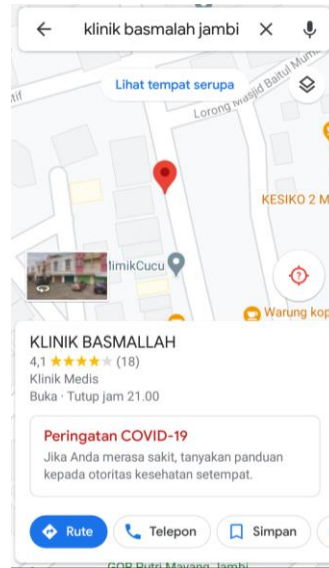 klinik basmalah jambi
Lihat tempat serupa
Lorong Masjid Baitul Mum
KESIKO 2 M
MimikCucu
Warung kop
KLINIK BASMALLAH
4,1 (18)
Klinik Medis
Buka · Tutup jam 21.00
Peringatan COVID-19
Jika Anda merasa sakit, tanyakan panduan
kepada otoritas kesehatan setempat.
Rute
Telepon
Simpan
GOR Putri Mayang Jambi